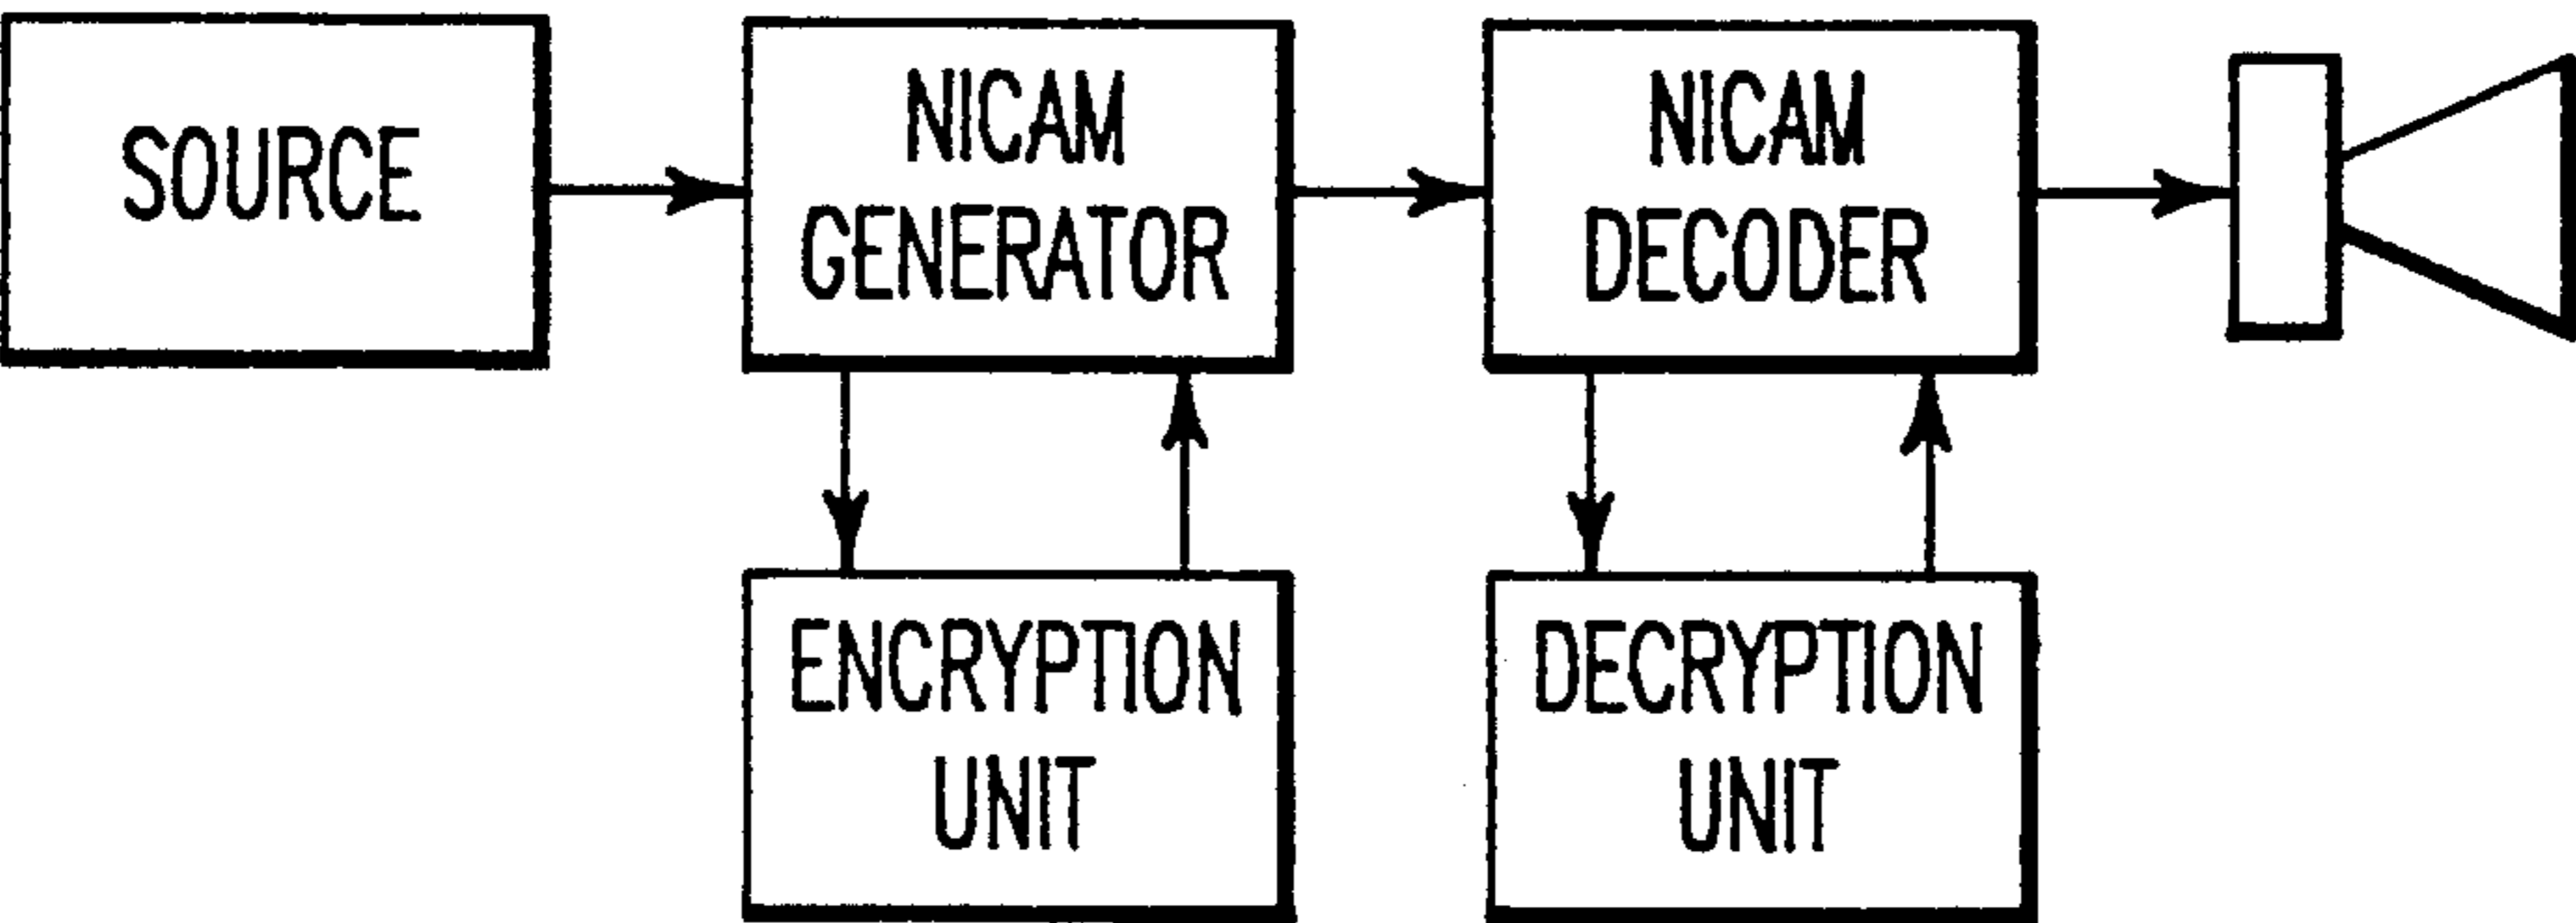 SOURCE
NICAM
GENERATOR
NICAM
DECODER
ENCRYPTION
UNIT
DECRYPTION
UNIT